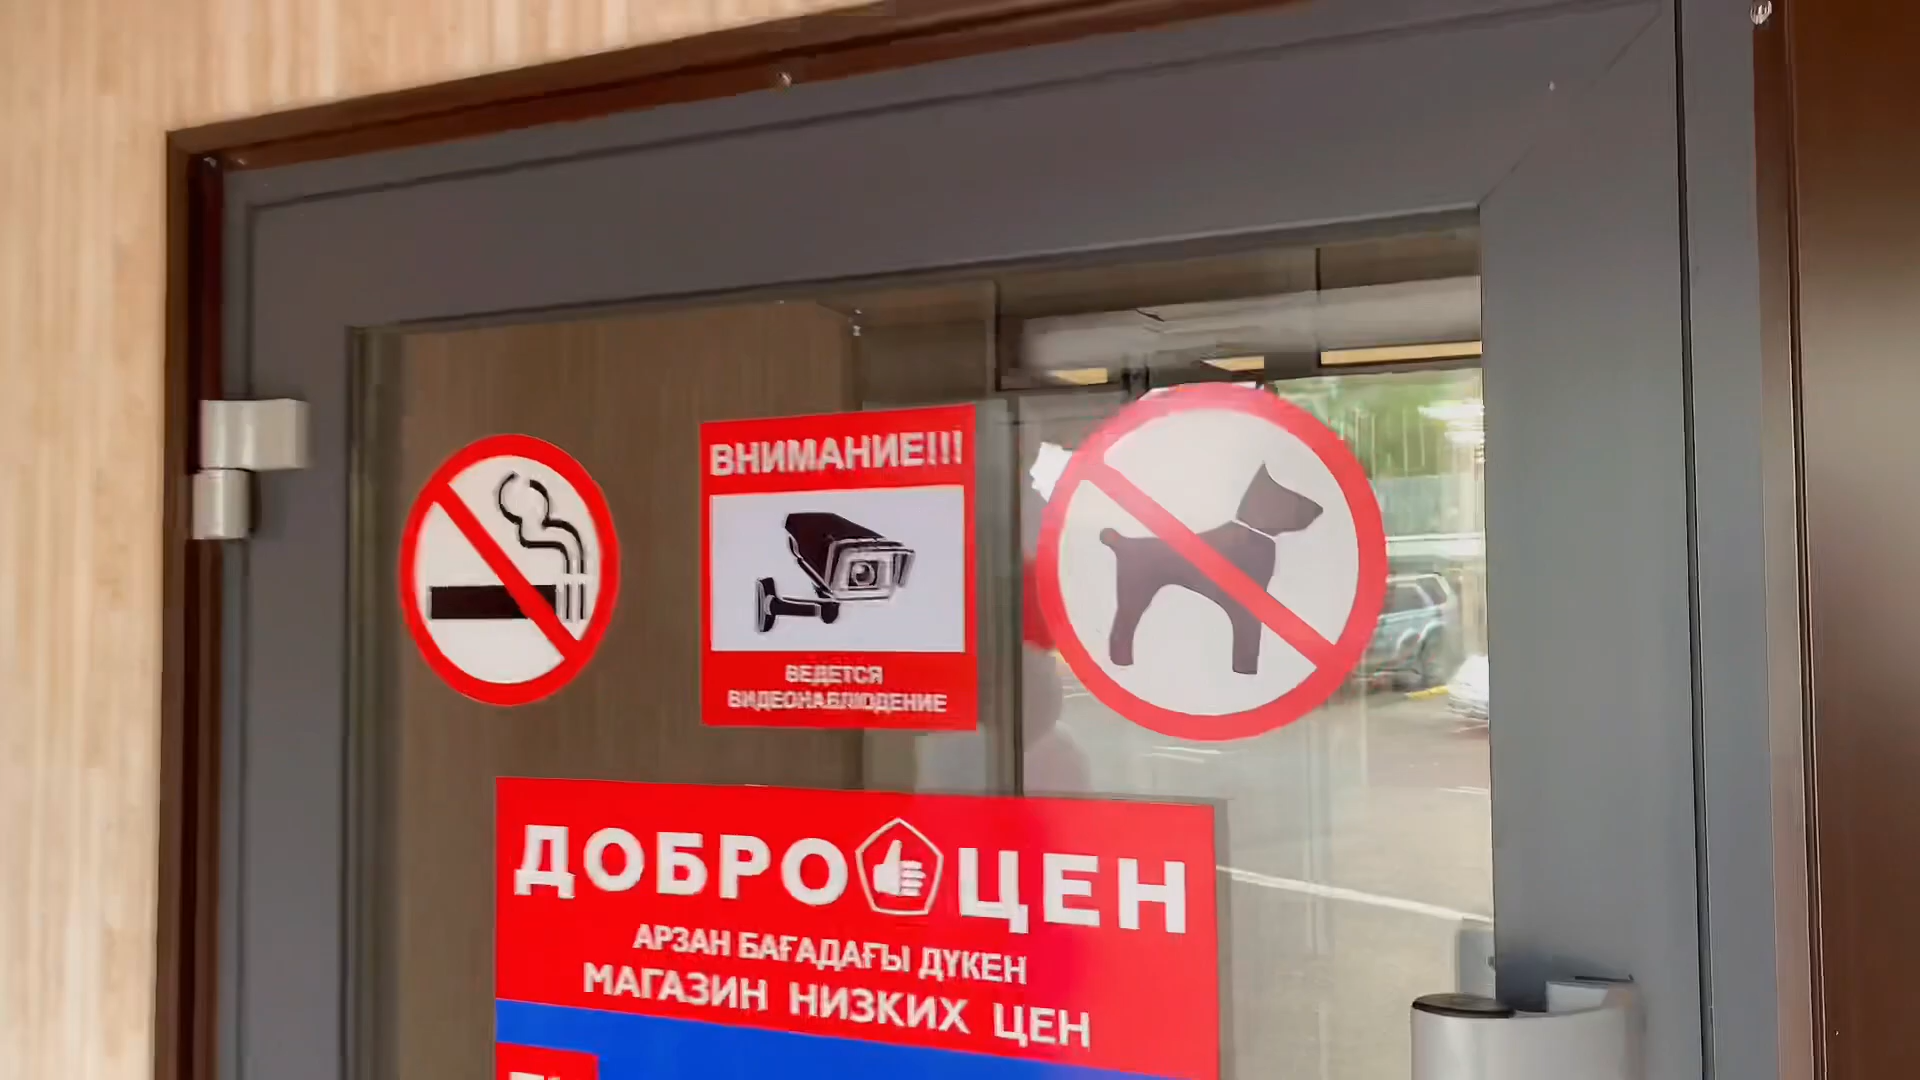 ВНИМАНИЕ!!!
ВЕДЕТСЯ
ВИДЕОНАБЛЮДЕНИЕ
ДОБРОЦЕН
АРЗАН БАҒАДАҒЫ ДҮКЕН
МАГАЗИН НИЗКИХ ЦЕН